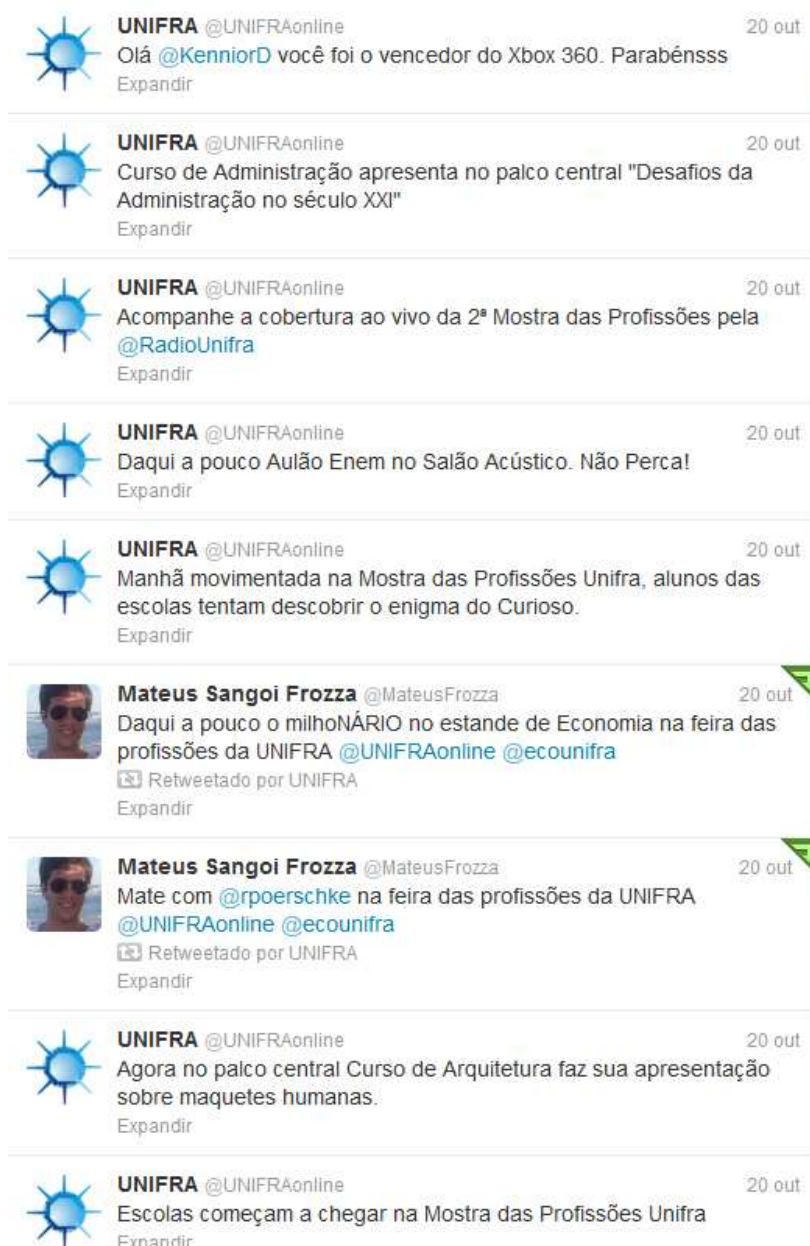 UNIFRA @UNIFRAonline 20 out
Olá @KenniorD você foi o vencedor do Xbox 360. Parabénsss
Expandir
UNIFRA @UNIFRAonline 20 out
Curso de Administração apresenta no palco central "Desafios da
Administração no século XXI"
Expandir
UNIFRA @UNIFRAonline 20 out
Acompanhe a cobertura ao vivo da 2ª Mostra das Profissões pela
@RadioUnifra
Expandir
UNIFRA @UNIFRAonline 20 out
Daqui a pouco Aulão Enem no Salão Acústico. Não Perca!
Expandir
UNIFRA @UNIFRAonline 20 out
Manhã movimentada na Mostra das Profissões Unifra, alunos das
escolas tentam descobrir o enigma do Curioso.
Expandir
Mateus Sangoi Frozza @MateusFrozza 20 out
Daqui a pouco o milhoNÁRIO no estande de Economia na feira das
profissões da UNIFRA @UNIFRAonline @ecounifra
Retweetado por UNIFRA
Expandir
Mateus Sangoi Frozza @MateusFrozza 20 out
Mate com @rpoerschke na feira das profissões da UNIFRA
@UNIFRAonline @ecounifra
Retweetado por UNIFRA
Expandir
UNIFRA @UNIFRAonline 20 out
Agora no palco central Curso de Arquitetura faz sua apresentação
sobre maquetes humanas.
Expandir
UNIFRA @UNIFRAonline 20 out
Escolas começam a chegar na Mostra das Profissões Unifra
Expandir